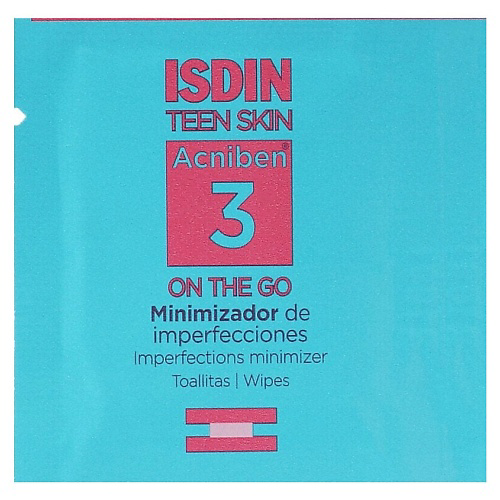 ISDIN
TEEN SKIN
Acniben®
3
ON THE GO
Minimizador de
imperfecciones
Imperfections minimizer
Toallitas | Wipes